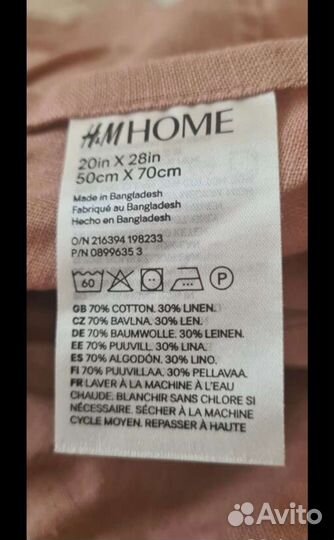 H&M HOME
20in X 28in
50cm X 70cm
Made in Bangladesh
Fabriqué au Bangladesh
Hecho en Bangladesh
O/N 216394 198233
P/N 0899635 3
60 P
GB 70% COTTON. 30% LINEN.
CZ 70% BAVLNA. 30% LEN.
DE 70% BAUMWOLLE. 30% LEINEN.
EE 70% PUUVILL. 30% LINA.
ES 70% ALGODÓN. 30% LINO.
FI 70% PUUVILLAA. 30% PELLAVAA.
FR LAVER À LA MACHINE À L'EAU
CHAUDE. BLANCHIR SANS CHLORE SI
NÉCESSAIRE. SÉCHER À LA MACHINE
CYCLE MOYEN. REPASSER À HAUTE
Avito